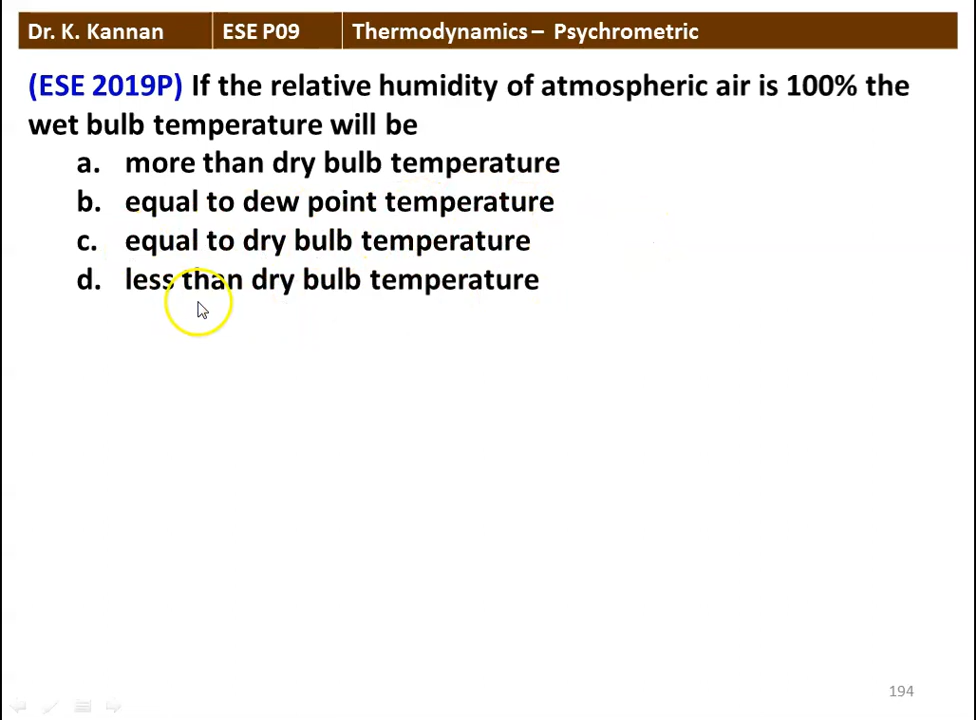 Dr. K. Kannan ESE P09 Thermodynamics – Psychrometric
(ESE 2019P) If the relative humidity of atmospheric air is 100% the
wet bulb temperature will be
a. more than dry bulb temperature
b. equal to dew point temperature
c. equal to dry bulb temperature
d. less than dry bulb temperature
194